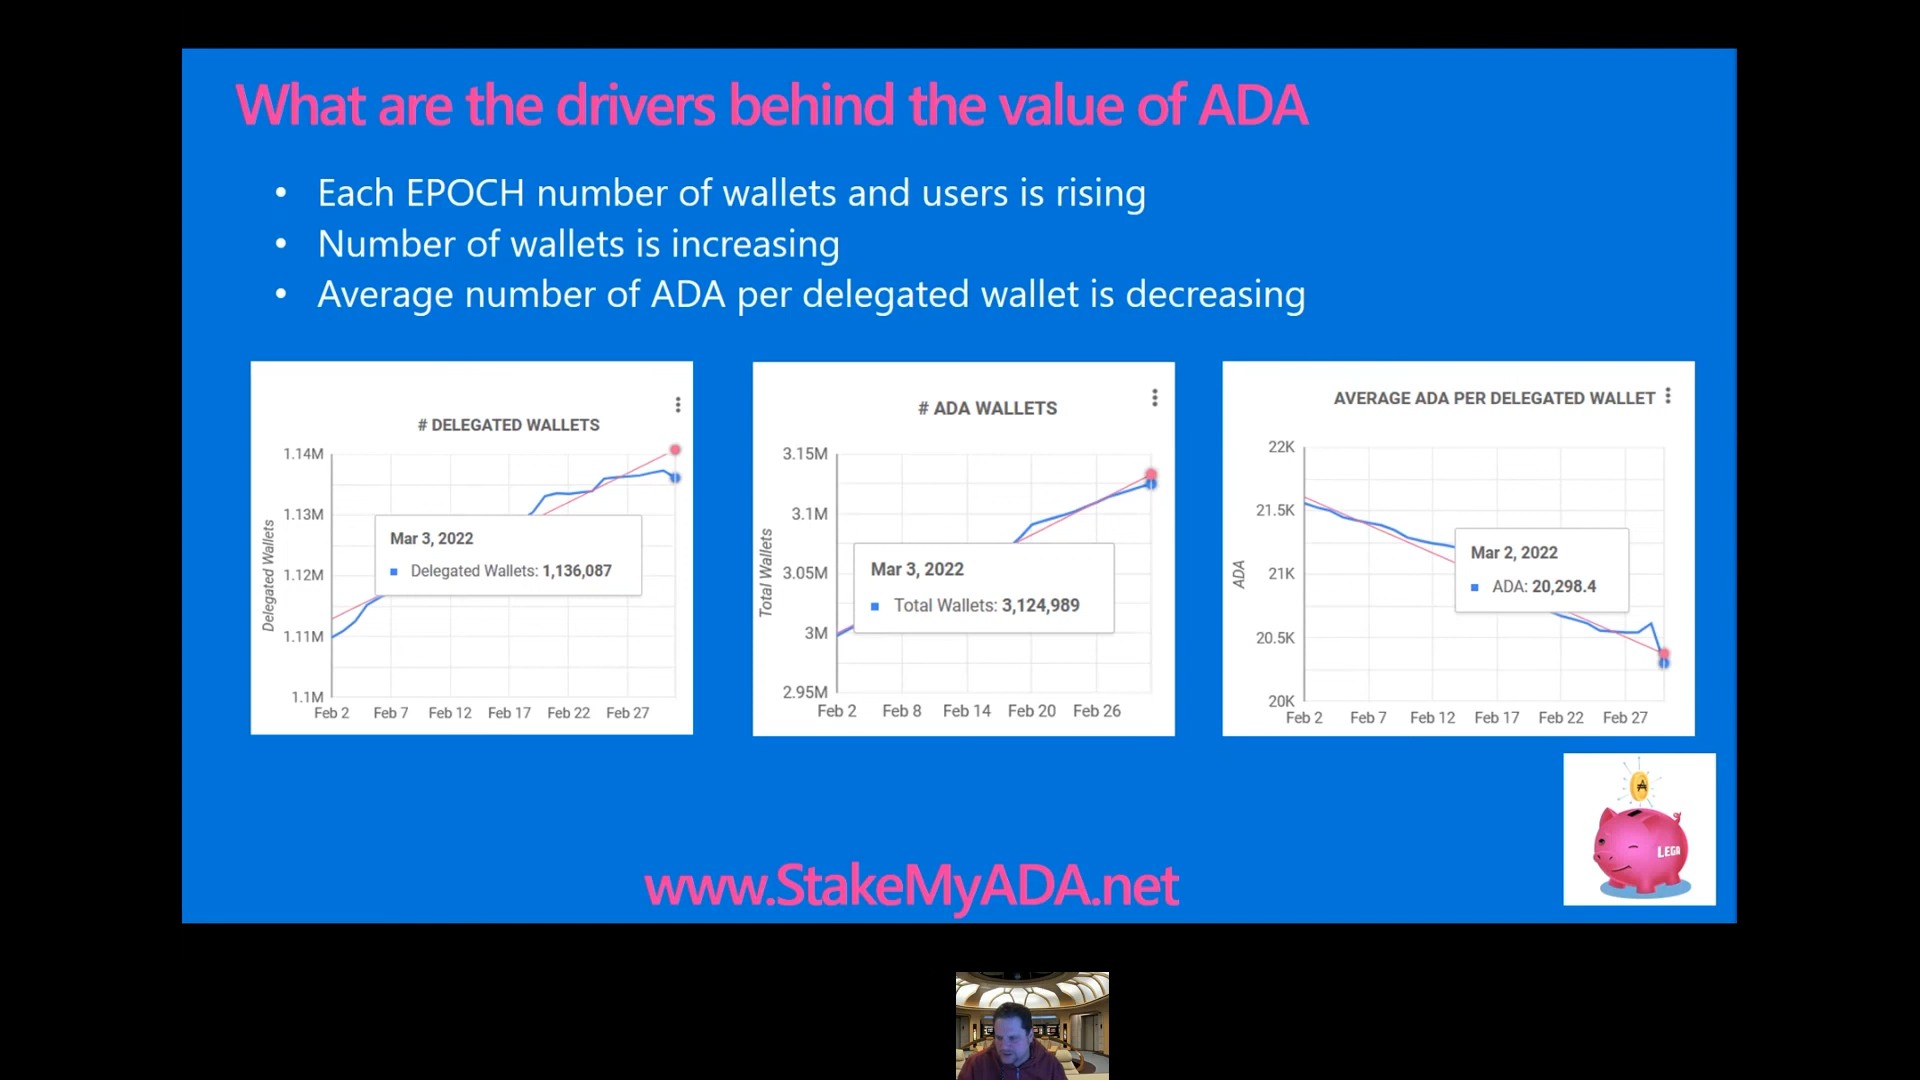 What are the drivers behind the value of ADA
• Each EPOCH number of wallets and users is rising
• Number of wallets is increasing
• Average number of ADA per delegated wallet is decreasing
# DELEGATED WALLETS
1.14M
1.13M
1.12M
1.11M
1.1M
Delegated Wallets
Mar 3, 2022
Delegated Wallets: 1,136,087
Feb 2 Feb 7 Feb 12 Feb 17 Feb 22 Feb 27
# ADA WALLETS
3.15M
3.1M
3.05M
3M
2.95M
Total Wallets
Mar 3, 2022
Total Wallets: 3,124,989
Feb 2 Feb 8 Feb 14 Feb 20 Feb 26
AVERAGE ADA PER DELEGATED WALLET
22K
21.5K
21K
20.5K
20K
ADA
Mar 2, 2022
ADA: 20,298.4
Feb 2 Feb 7 Feb 12 Feb 17 Feb 22 Feb 27
₳
LEGA
www.StakeMyADA.net